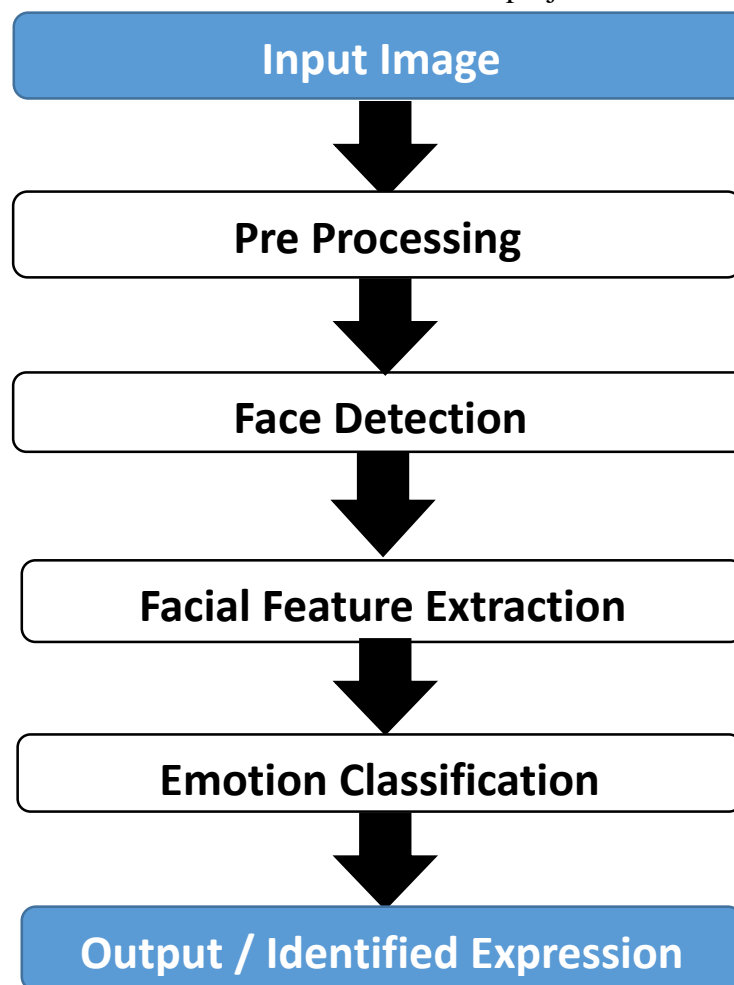 Input Image
Pre Processing
Face Detection
Facial Feature Extraction
Emotion Classification
Output / Identified Expression